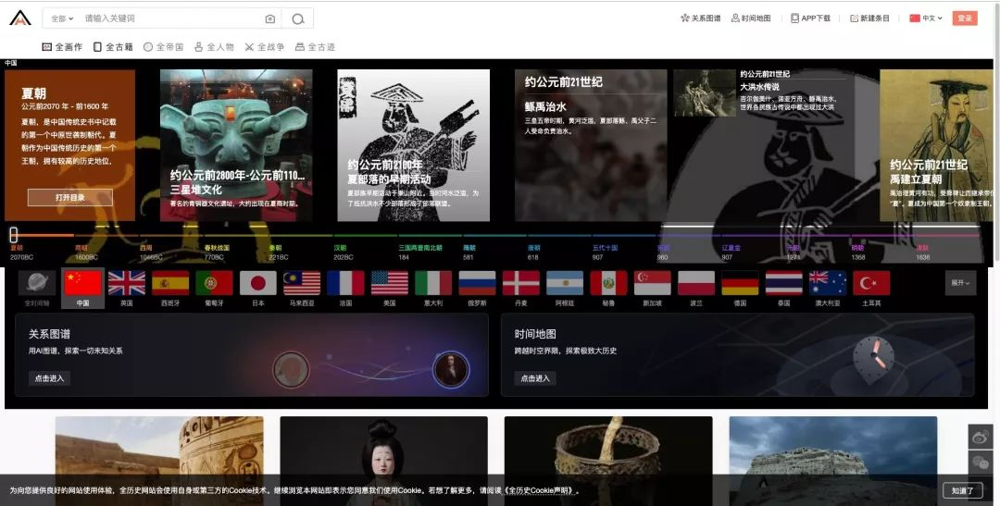 全部
请输入关键词
关系图谱
时间地图
APP下载
新建条目
中文
登录
全画作
全古籍
全帝国
全人物
全战争
全古迹
中国
夏朝
公元前2070 年 - 前1600 年
夏朝，是中国传统史书中记载
的第一个中原世袭制朝代。夏
朝作为中国传统历史的第一个
王朝，拥有较高的历史地位，
打开目录
约公元前2800年-公元前110...
三星堆文化
著名的青铜器文化遗址，大约出现在夏商时期。
约公元前2100年
夏部落的早期活动
夏部族早期活动于崇山附近。当时河水泛滥，为
了抵抗洪水不少部落形成了部落联盟。
约公元前21世纪
鲧禹治水
三皇五帝时期，黄河泛滥，夏部落鲧、禹父子二
人受命负责治水。
约公元前21世纪
大洪水传说
吉尔伽美什、诺亚方舟、鲧禹治水，
世界各民族古传说中都出现过大洪
约公元前21世纪
禹建立夏朝
禹治理黄河有功，受舜禅让而继承帝位
“夏”。夏成为中国第一个奴隶制王朝。
夏朝
2070BC
商朝
1600BC
西周
1046BC
春秋战国
770BC
秦朝
221BC
汉朝
202BC
三国两晋南北朝
184
隋朝
581
唐朝
618
五代十国
907
960
辽夏金
907
元朝
1271
明朝
1368
清朝
1636
全时间轴
中国
英国
西班牙
葡萄牙
日本
马来西亚
法国
美国
意大利
俄罗斯
丹麦
阿根廷
秘鲁
新加坡
波兰
德国
泰国
澳大利亚
土耳其
展开
关系图谱
用AI图谱，探索一切未知关系
点击进入
时间地图
跨越时空界限，探索极致大历史
点击进入
为向您提供良好的网站使用体验，全历史网站会使用自身或第三方的Cookie技术。继续浏览本网站即表示您同意我们使用Cookie。若想了解更多，请阅读《全历史Cookie声明》。
知道了